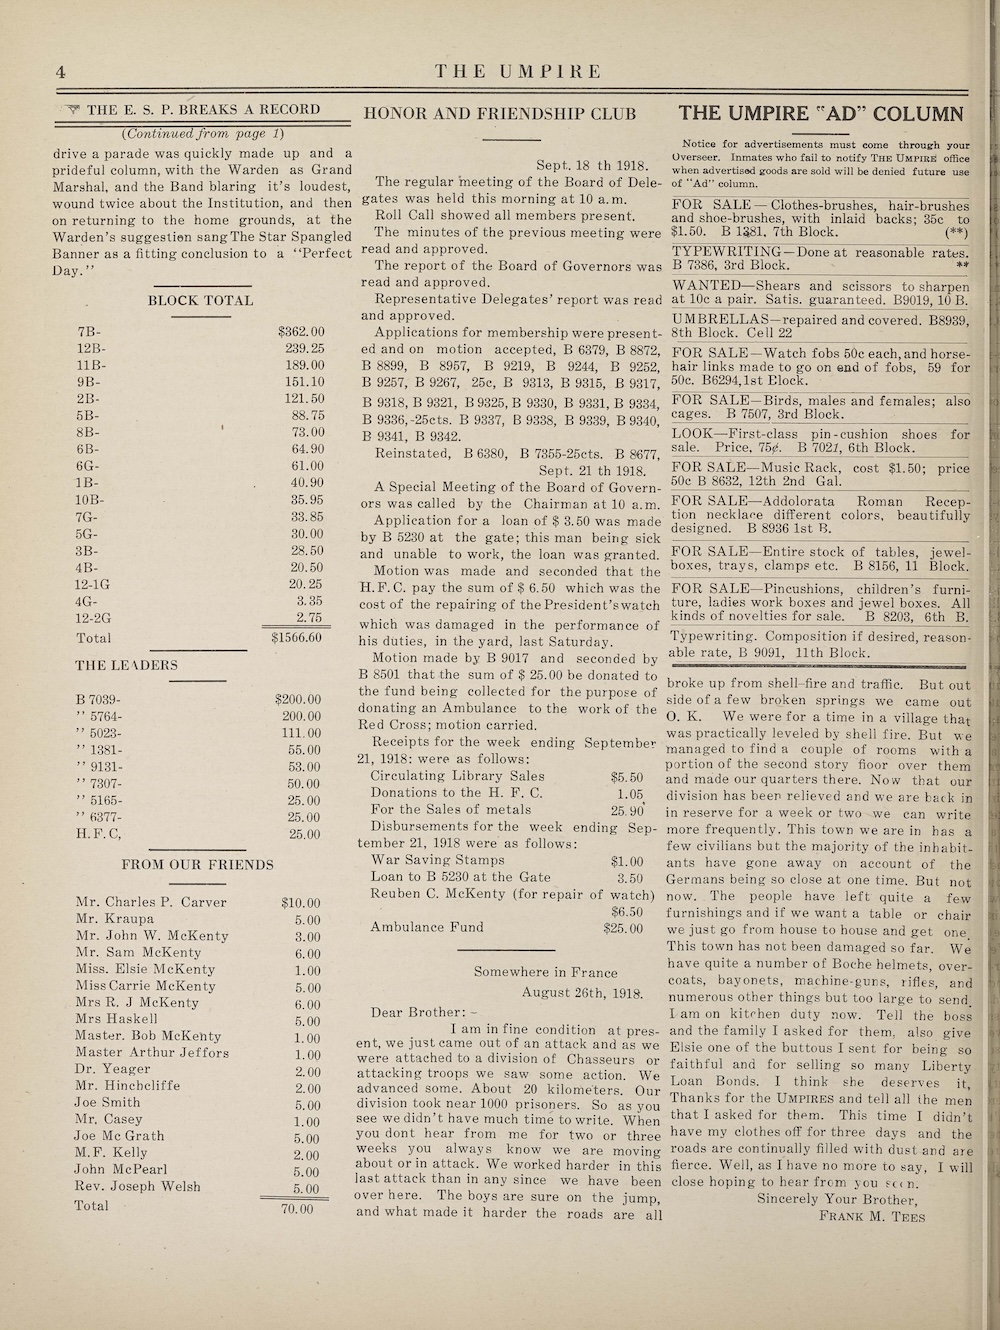 4
THE UMPIRE
THE E. S. P. BREAKS A RECORD
(Continued from page 1)
drive a parade was quickly made up and a
prideful column, with the Warden as Grand
Marshal, and the Band blaring it's loudest,
wound twice about the Institution, and then
on returning to the home grounds, at the
Warden's suggestion sang The Star Spangled
Banner as a fitting conclusion to a "Perfect
Day."
BLOCK TOTAL
7B- $362.00
12B- 239.25
11B- 189.00
9B- 151.10
2B- 121.50
5B- 88.75
8B- 73.00
6B- 64.90
6G- 61.00
1B- 40.90
10B- 35.95
7G- 33.85
5G- 30.00
3B- 28.50
4B- 20.50
12-1G 20.25
4G- 3.35
12-2G 2.75
Total $1566.60
THE LEADERS
B 7039- $200.00
" 5764- 200.00
" 5023- 111.00
" 1381- 55.00
" 9131- 53.00
" 7307- 50.00
" 5165- 25.00
" 6377- 25.00
H. F. C, 25.00
FROM OUR FRIENDS
Mr. Charles P. Carver $10.00
Mr. Kraupa 5.00
Mr. John W. McKenty 3.00
Mr. Sam McKenty 6.00
Miss. Elsie McKenty 1.00
Miss Carrie McKenty 5.00
Mrs R. J McKenty 6.00
Mrs Haskell 5.00
Master. Bob McKenty 1.00
Master Arthur Jeffors 1.00
Dr. Yeager 2.00
Mr. Hinchcliffe 2.00
Joe Smith 5.00
Mr. Casey 1.00
Joe Mc Grath 5.00
M.F. Kelly 2.00
John McPearl 5.00
Rev. Joseph Welsh 5.00
Total 70.00
HONOR AND FRIENDSHIP CLUB
Sept. 18 th 1918.
The regular meeting of the Board of Dele-
gates was held this morning at 10 a.m.
Roll Call showed all members present.
The minutes of the previous meeting were
read and approved.
The report of the Board of Governors was
read and approved.
Representative Delegates' report was read
and approved.
Applications for membership were present-
ed and on motion accepted, B 6379, B 8872,
B 8899, B 8957, B 9219, B 9244, B 9252,
B 9257, B 9267, 25c, B 9313, B 9315, B 9317,
B 9318, B 9321, B 9325, B 9330, B 9331, B 9334,
B 9336,-25cts. B 9337, B 9338, B 9339, B 9340,
B 9341, B 9342.
Reinstated, B 6380, B 7355-25cts. B 8677,
Sept. 21 th 1918.
A Special Meeting of the Board of Govern-
ors was called by the Chairman at 10 a.m.
Application for a loan of $ 3.50 was made
by B 5230 at the gate; this man being sick
and unable to work, the loan was granted.
Motion was made and seconded that the
H. F. C. pay the sum of $ 6.50 which was the
cost of the repairing of the President's watch
which was damaged in the performance of
his duties, in the yard, last Saturday.
Motion made by B 9017 and seconded by
B 8501 that the sum of $ 25.00 be donated to
the fund being collected for the purpose of
donating an Ambulance to the work of the
Red Cross; motion carried.
Receipts for the week ending September
21, 1918: were as follows:
Circulating Library Sales $5.50
Donations to the H. F. C. 1.05
For the Sales of metals 25.90
Disbursements for the week ending Sep-
tember 21, 1918 were as follows:
War Saving Stamps $1.00
Loan to B 5230 at the Gate 3.50
Reuben C. McKenty (for repair of watch)
$6.50
Ambulance Fund $25.00
Somewhere in France
August 26th, 1918.
Dear Brother: -
I am in fine condition at pres-
ent, we just came out of an attack and as we
were attached to a division of Chasseurs or
attacking troops we saw some action. We
advanced some. About 20 kilometers. Our
division took near 1000 prisoners. So as you
see we didn't have much time to write. When
you dont hear from me for two or three
weeks you always know we are moving
about or in attack. We worked harder in this
last attack than in any since we have been
over here. The boys are sure on the jump,
and what made it harder the roads are all
THE UMPIRE "AD" COLUMN
Notice for advertisements must come through your
Overseer. Inmates who fail to notify THE UMPIRE office
when advertised goods are sold will be denied future use
of "Ad" column.
FOR SALE—Clothes-brushes, hair-brushes
and shoe-brushes, with inlaid backs; 35c to
$1.50. B 1381, 7th Block. (**)
TYPEWRITING—Done at reasonable rates.
B 7386, 3rd Block. **
WANTED—Shears and scissors to sharpen
at 10c a pair. Satis. guaranteed. B9019, 10 B.
UMBRELLAS—repaired and covered. B8939,
8th Block. Cell 22
FOR SALE—Watch fobs 50c each, and horse-
hair links made to go on end of fobs, 59 for
50c. B6294, 1st Block.
FOR SALE—Birds, males and females; also
cages. B 7507, 3rd Block.
LOOK—First-class pin-cushion shoes for
sale. Price, 75¢. B 7021, 6th Block.
FOR SALE—Music Rack, cost $1.50; price
50c B 8632, 12th 2nd Gal.
FOR SALE—Addolorata Roman Recep-
tion necklace different colors, beautifully
designed. B 8936 1st B.
FOR SALE—Entire stock of tables, jewel-
boxes, trays, clamps etc. B 8156, 11 Block.
FOR SALE—Pincushions, children's furni-
ture, ladies work boxes and jewel boxes. All
kinds of novelties for sale. B 8203, 6th B.
Typewriting. Composition if desired, reason-
able rate, B 9091, 11th Block.
broke up from shell-fire and traffic. But out
side of a few broken springs we came out
O. K. We were for a time in a village that
was practically leveled by shell fire. But we
managed to find a couple of rooms with a
portion of the second story floor over them
and made our quarters there. Now that our
division has been relieved and we are back in
in reserve for a week or two we can write
more frequently. This town we are in has a
few civilians but the majority of the inhabit-
ants have gone away on account of the
Germans being so close at one time. But not
now. The people have left quite a few
furnishings and if we want a table or chair
we just go from house to house and get one.
This town has not been damaged so far. We
have quite a number of Boche helmets, over-
coats, bayonets, machine-guns, rifles, and
numerous other things but too large to send.
I am on kitchen duty now. Tell the boss
and the family I asked for them, also give
Elsie one of the buttous I sent for being so
faithful and for selling so many Liberty
Loan Bonds. I think she deserves it,
Thanks for the UMPIRES and tell all the men
that I asked for them. This time I didn't
have my clothes off for three days and the
roads are continually filled with dust and are
fierce. Well, as I have no more to say, I will
close hoping to hear from you soon.
Sincerely Your Brother,
FRANK M. TEES